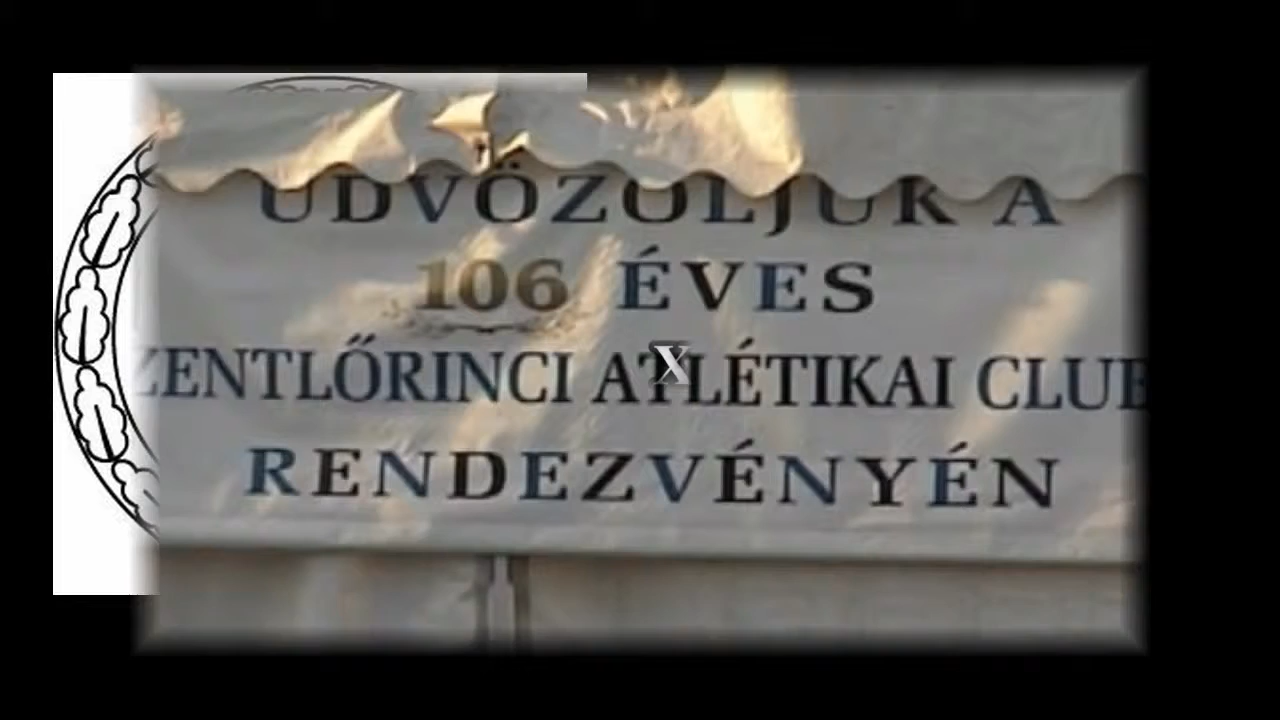 ÜDVÖZÖLJÜK A
106 ÉVES
ZENTLŐRINCI ATLÉTIKAI CLUB
RENDEZVÉNYÉN
X